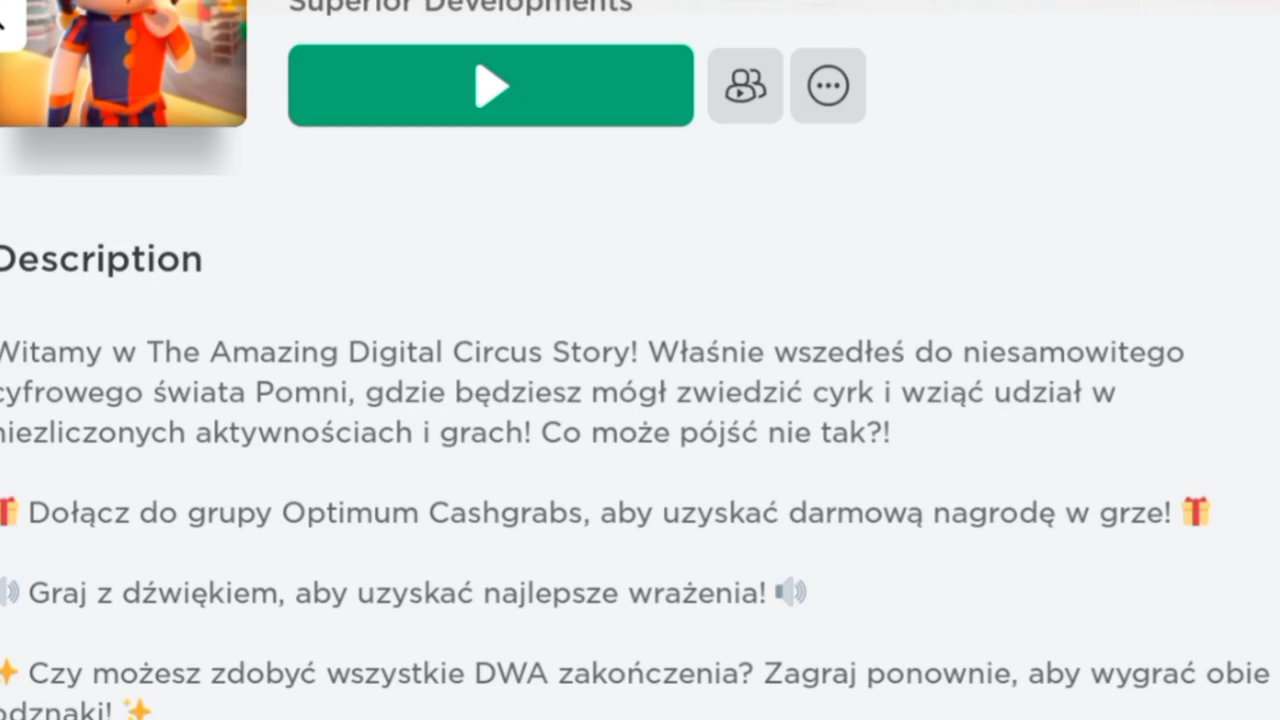 Superior Developments
Description
Witamy w The Amazing Digital Circus Story! Właśnie wszedłeś do niesamowitego
cyfrowego świata Pomni, gdzie będziesz mógł zwiedzić cyrk i wziąć udział w
niezliczonych aktywnościach i grach! Co może pójść nie tak?!
🎁 Dołącz do grupy Optimum Cashgrabs, aby uzyskać darmową nagrodę w grze! 🎁
🔊 Graj z dźwiękiem, aby uzyskać najlepsze wrażenia! 🔊
✨ Czy możesz zdobyć wszystkie DWA zakończenia? Zagraj ponownie, aby wygrać obie
odznaki! ✨